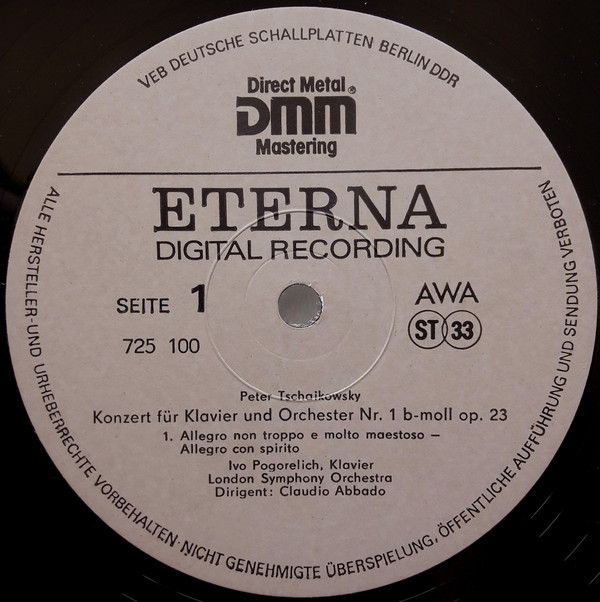 VEB DEUTSCHE SCHALLPLATTEN BERLIN DDR
Direct Metal ®
DMM
Mastering
ETERNA
DIGITAL RECORDING
SEITE 1
AWA
725 100
ST 33
Peter Tschaikowsky
Konzert für Klavier und Orchester Nr. 1 b-moll op. 23
1. Allegro non troppo e molto maestoso –
Allegro con spirito
Ivo Pogorelich, Klavier
London Symphony Orchestra
Dirigent: Claudio Abbado
ALLE HERSTELLER-UND URHEBERRECHTE VORBEHALTEN·NICHT GENEHMIGTE ÜBERSPIELUNG, ÖFFENTLICHE AUFFÜHRUNG UND SENDUNG VERBOTEN